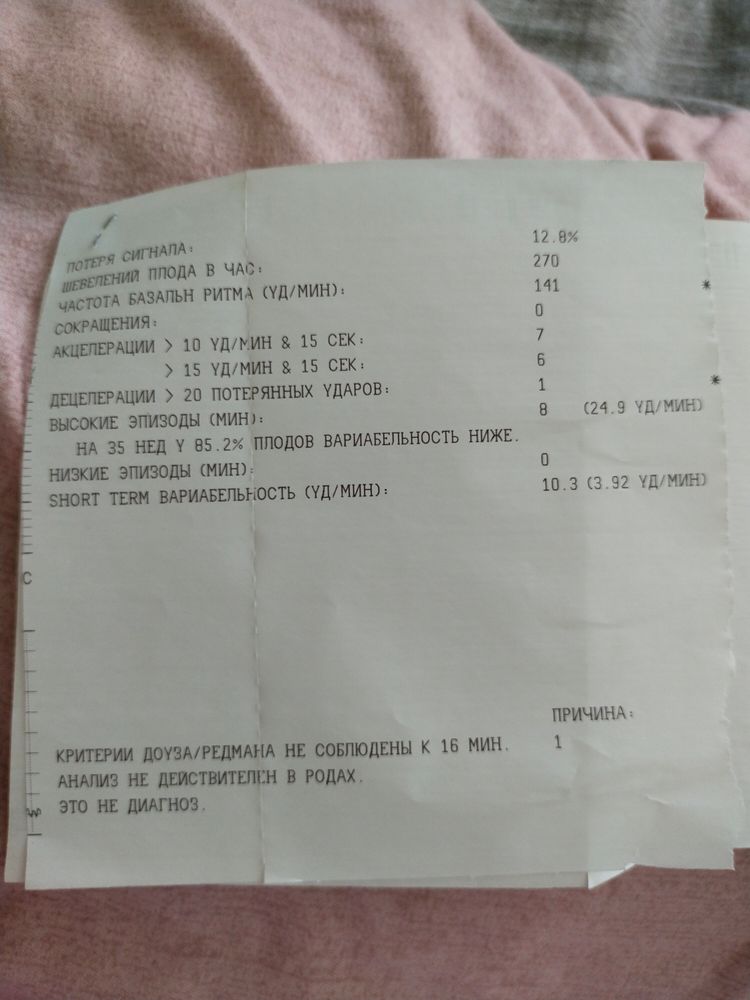 ПОТЕРЯ СИГНАЛА: 12.8%
ШЕВЕЛЕНИЙ ПЛОДА В ЧАС: 270
ЧАСТОТА БАЗАЛЬН РИТМА (УД/МИН): 141 *
СОКРАЩЕНИЯ: 0
АКЦЕЛЕРАЦИИ > 10 УД/МИН & 15 СЕК: 7
> 15 УД/МИН & 15 СЕК: 6
ДЕЦЕЛЕРАЦИИ > 20 ПОТЕРЯННЫХ УДАРОВ: 1 *
ВЫСОКИЕ ЭПИЗОДЫ (МИН): 8 (24.9 УД/МИН)
НА 35 НЕД У 85.2% ПЛОДОВ ВАРИАБЕЛЬНОСТЬ НИЖЕ.
НИЗКИЕ ЭПИЗОДЫ (МИН): 0
SHORT TERM ВАРИАБЕЛЬНОСТЬ (УД/МИН): 10.3 (3.92 УД/МИН)
С
ПРИЧИНА:
КРИТЕРИИ ДОУЗА/РЕДМАНА НЕ СОБЛЮДЕНЫ К 16 МИН. 1
АНАЛИЗ НЕ ДЕЙСТВИТЕЛЕН В РОДАХ.
ЭТО НЕ ДИАГНОЗ.